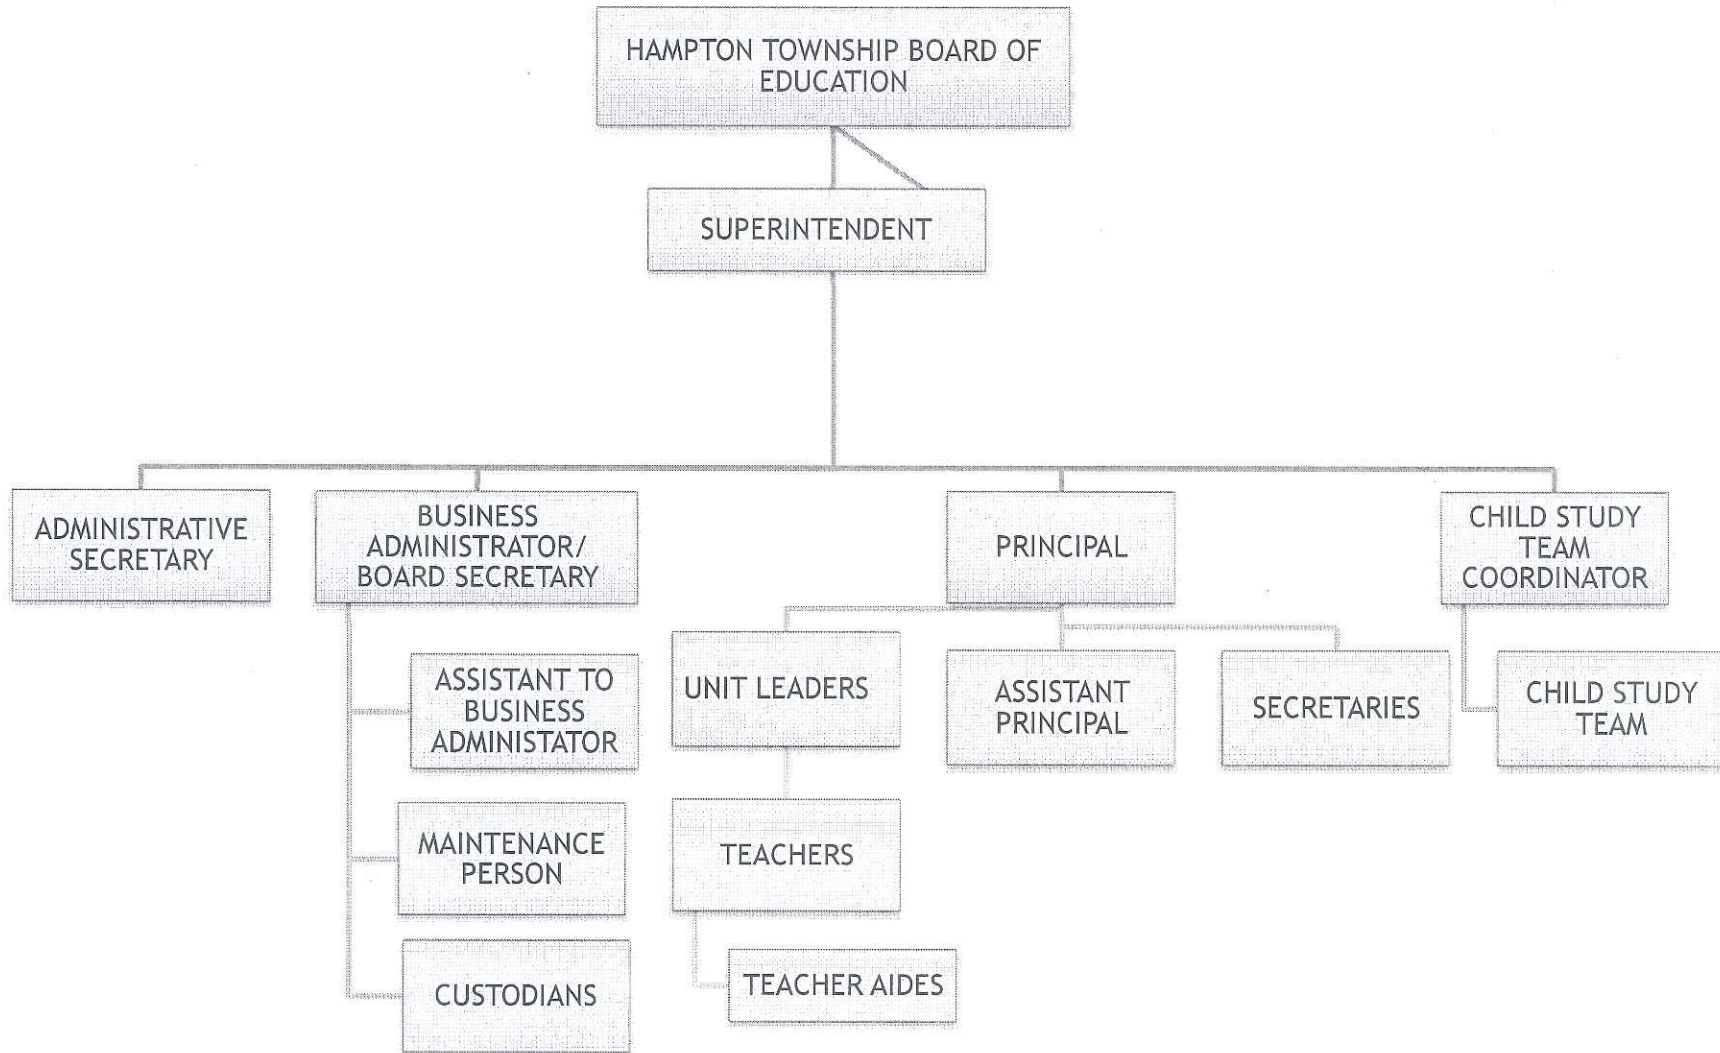 HAMPTON TOWNSHIP BOARD OF
EDUCATION
SUPERINTENDENT
ADMINISTRATIVE
SECRETARY
BUSINESS
ADMINISTRATOR/
BOARD SECRETARY
PRINCIPAL
CHILD STUDY
TEAM
COORDINATOR
ASSISTANT TO
BUSINESS
ADMINISTATOR
MAINTENANCE
PERSON
CUSTODIANS
UNIT LEADERS
TEACHERS
TEACHER AIDES
ASSISTANT
PRINCIPAL
SECRETARIES
CHILD STUDY
TEAM